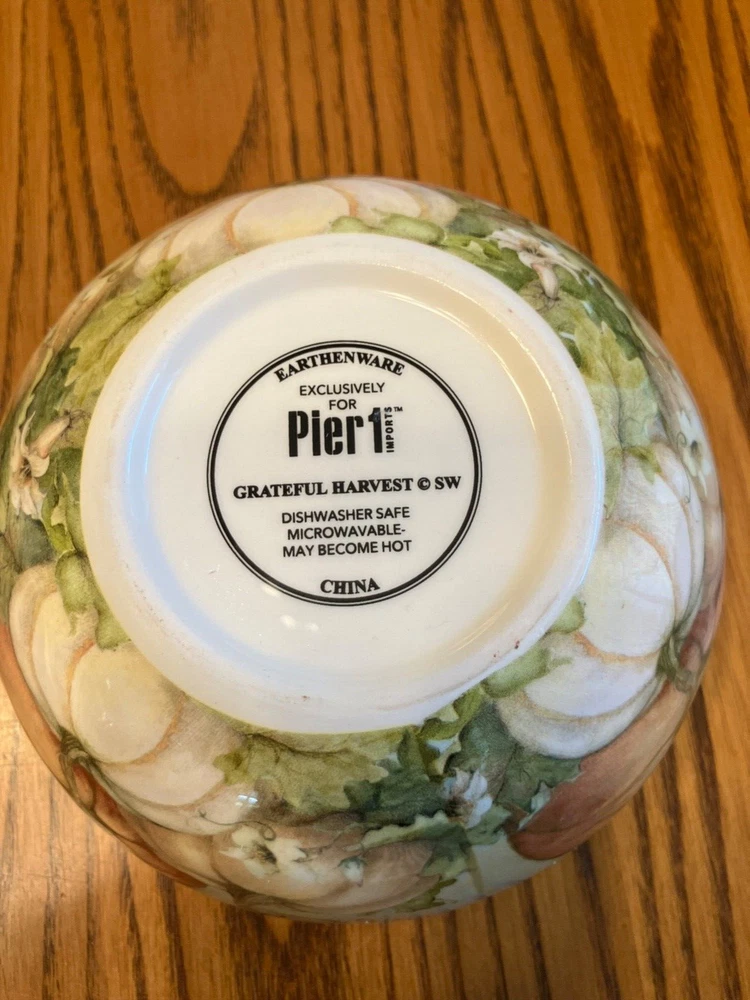 EARTHENWARE
EXCLUSIVELY
FOR
Pier 1 IMPORTS™
GRATEFUL HARVEST © SW
DISHWASHER SAFE
MICROWAVABLE-
MAY BECOME HOT
CHINA